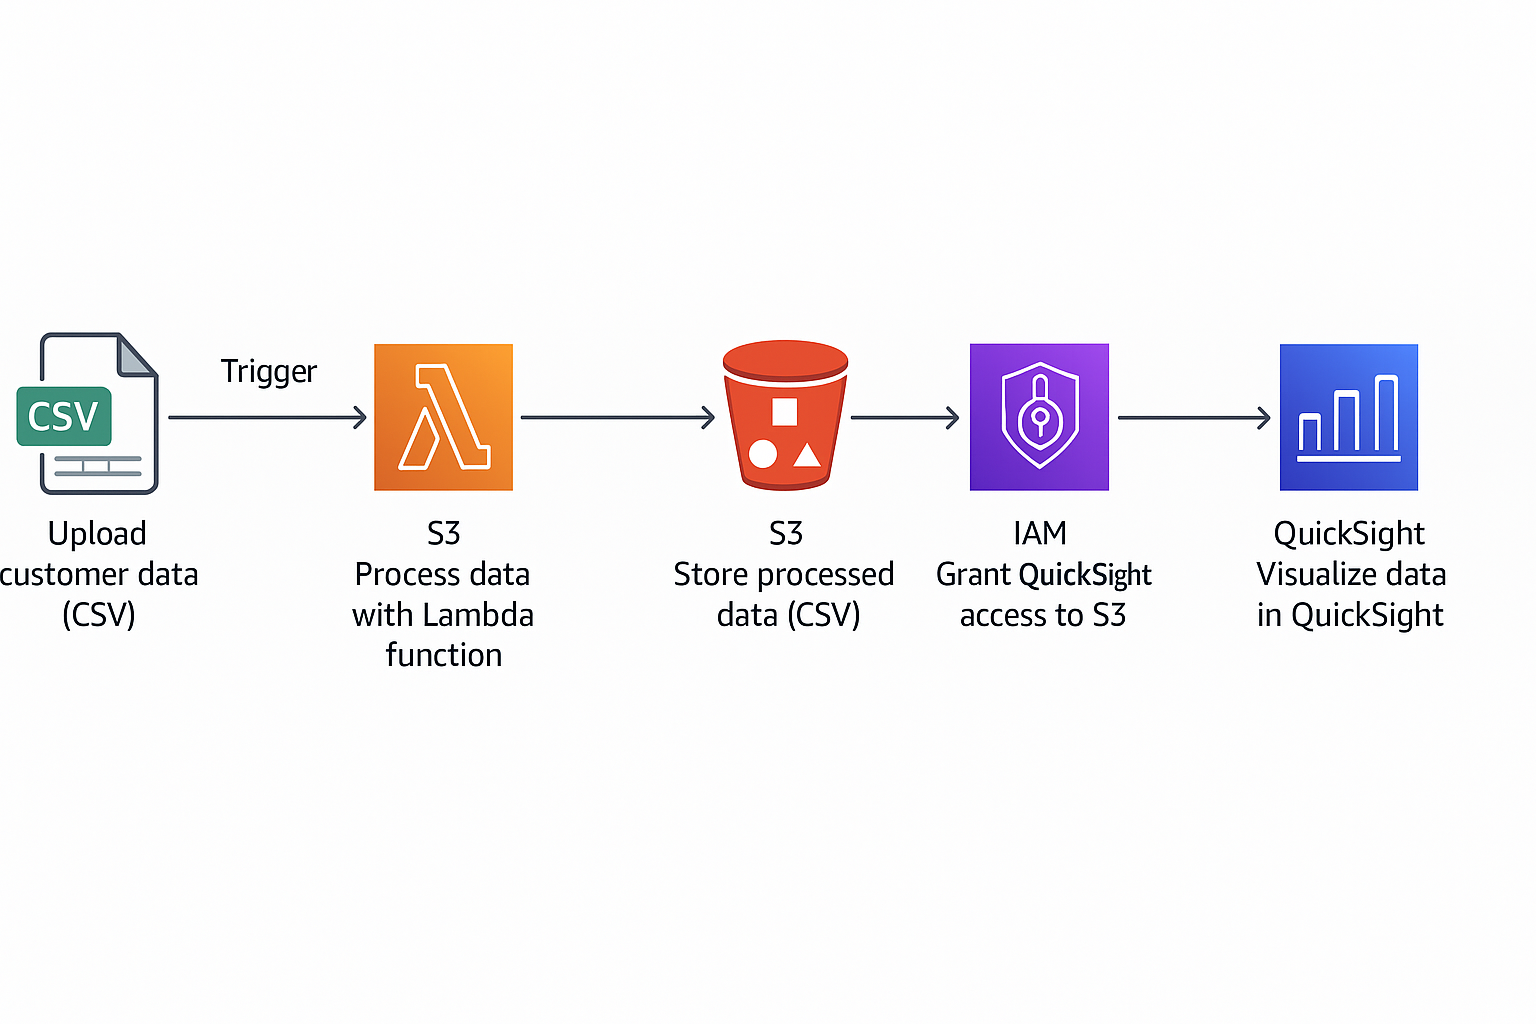 CSV
Trigger
Upload
customer data
(CSV)
S3
Process data
with Lambda
function
S3
Store processed
data (CSV)
IAM
Grant QuickSight
access to S3
QuickSight
Visualize data
in QuickSight